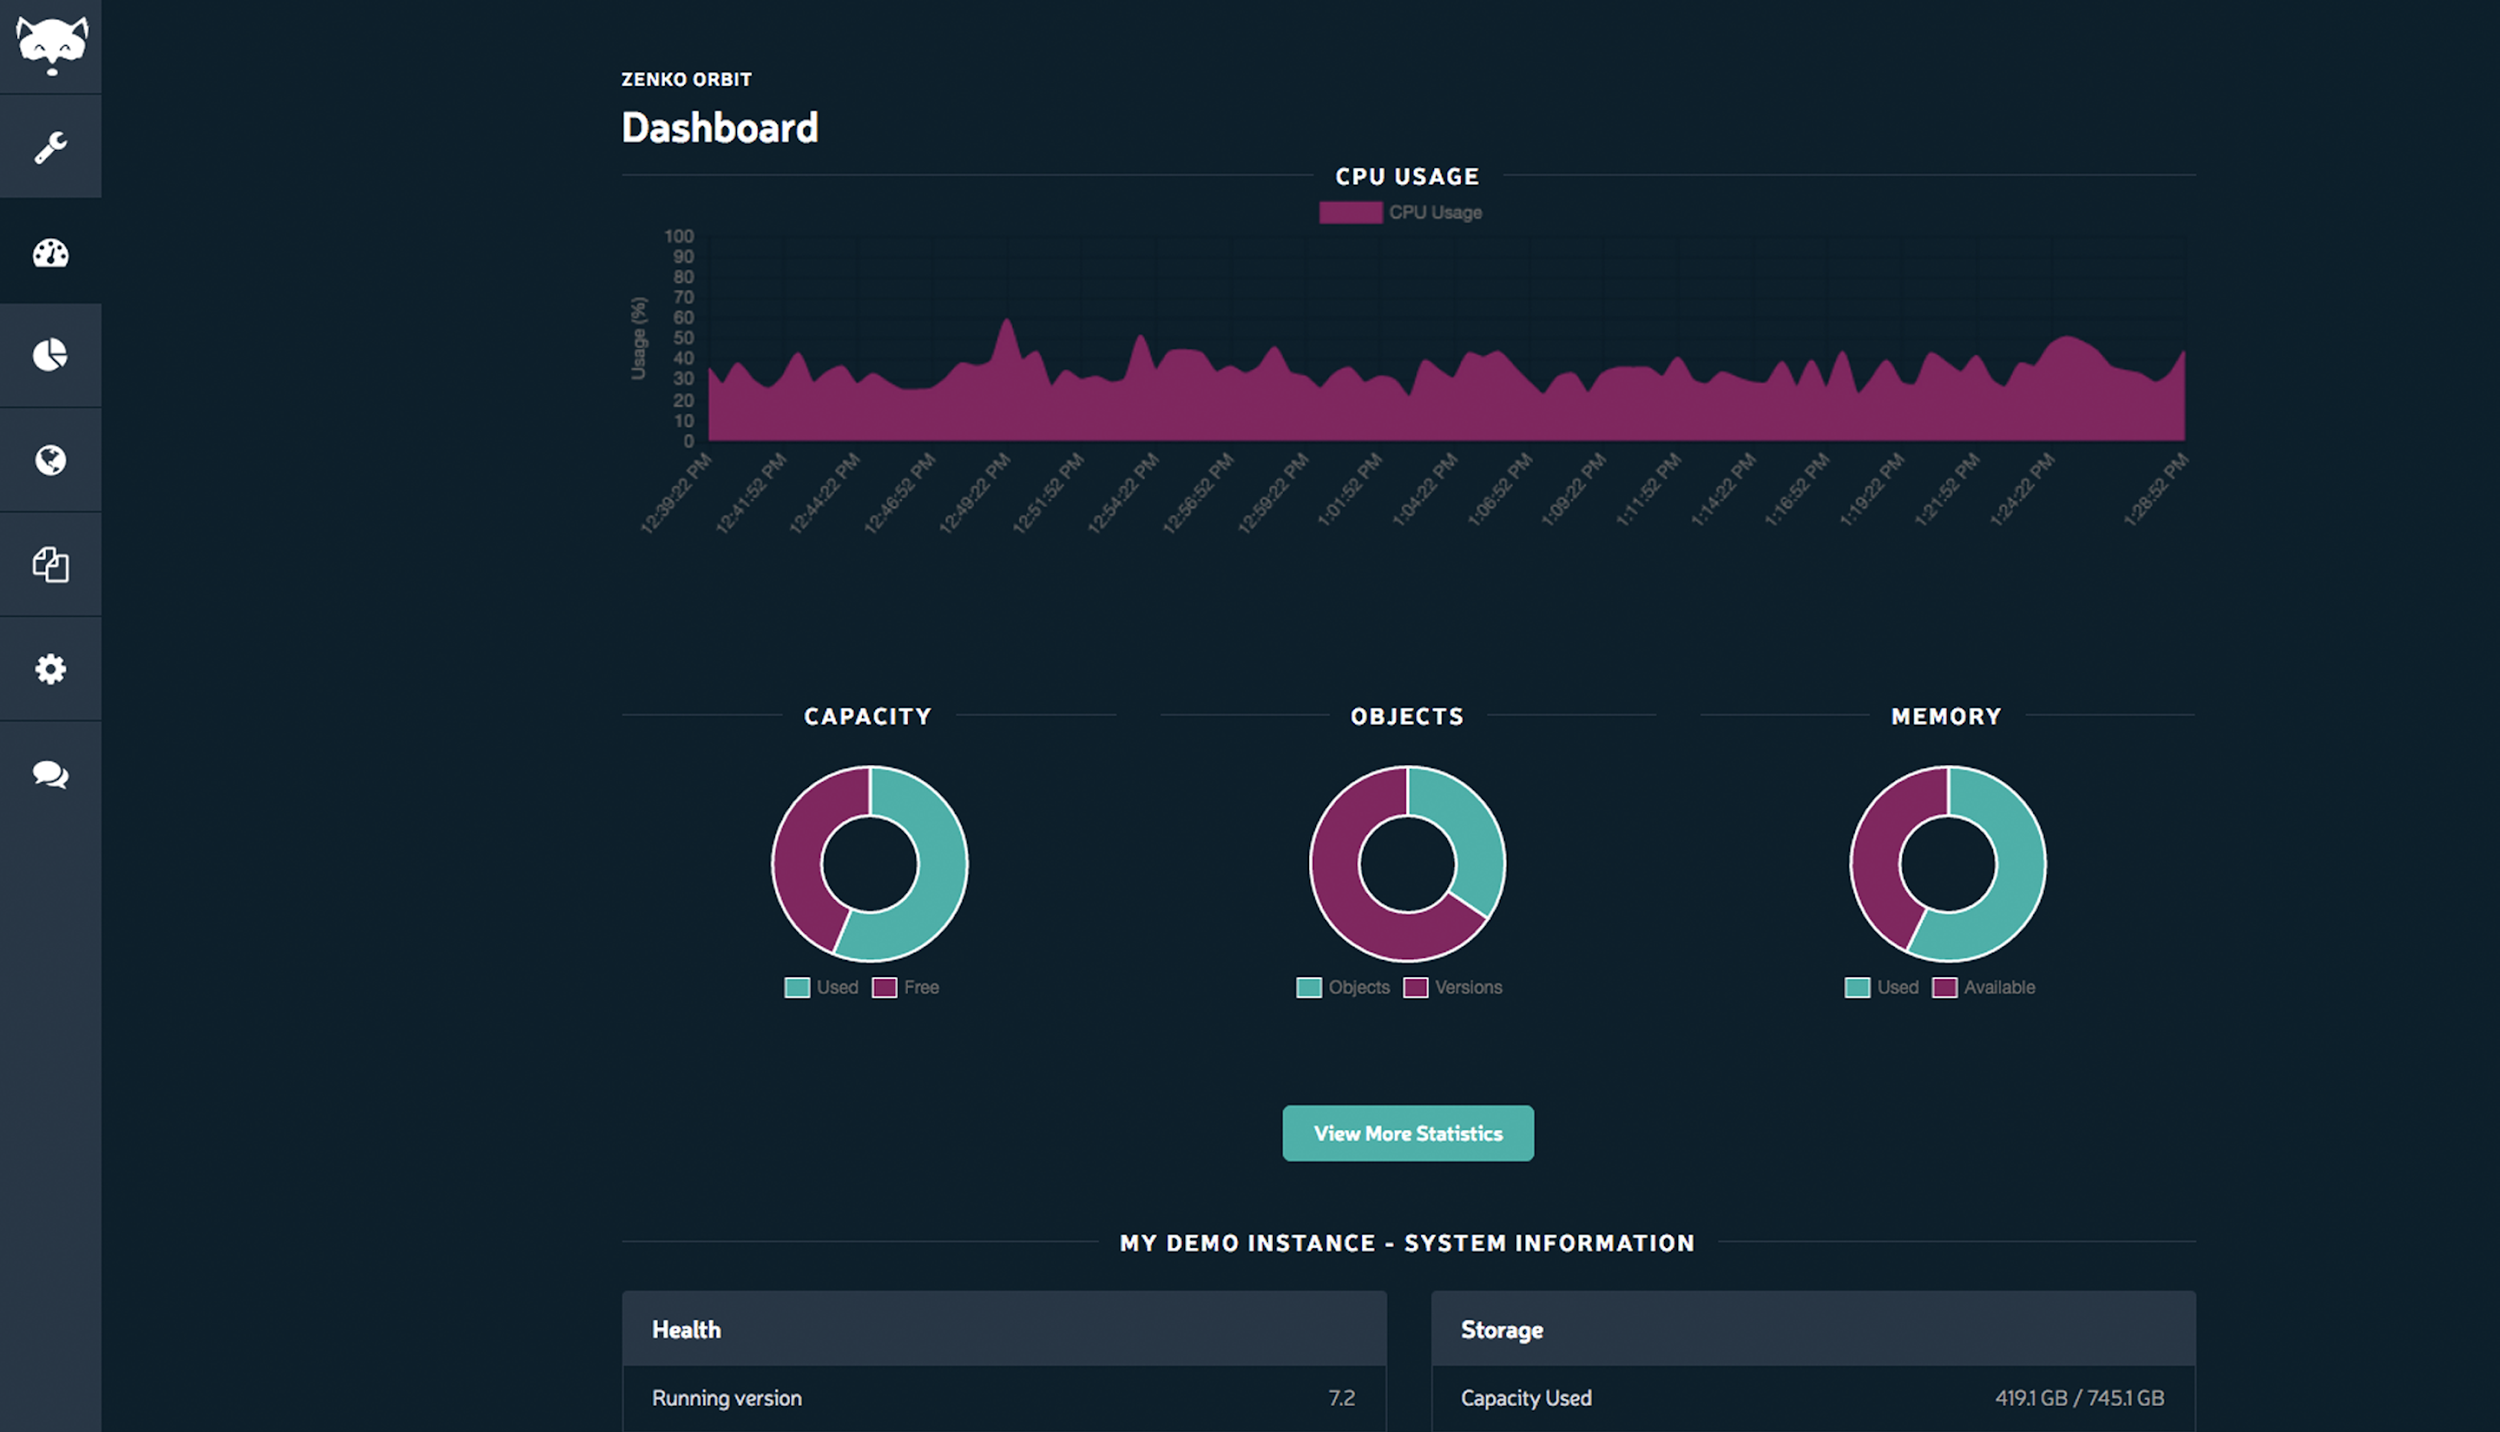 ZENKO ORBIT
Dashboard
CPU USAGE
CPU Usage
Usage (%)
100
90
80
70
60
50
40
30
20
10
0
12:39:22 PM 12:41:52 PM 12:44:22 PM 12:46:52 PM 12:49:22 PM 12:51:52 PM 12:54:22 PM 12:56:52 PM 12:59:22 PM 1:01:52 PM 1:04:22 PM 1:06:52 PM 1:09:22 PM 1:11:52 PM 1:14:22 PM 1:16:52 PM 1:19:22 PM 1:21:52 PM 1:24:22 PM 1:28:52 PM
CAPACITY
Used Free
OBJECTS
Objects Versions
MEMORY
Used Available
View More Statistics
MY DEMO INSTANCE - SYSTEM INFORMATION
Health
Running version 7.2
Storage
Capacity Used 419.1 GB / 745.1 GB